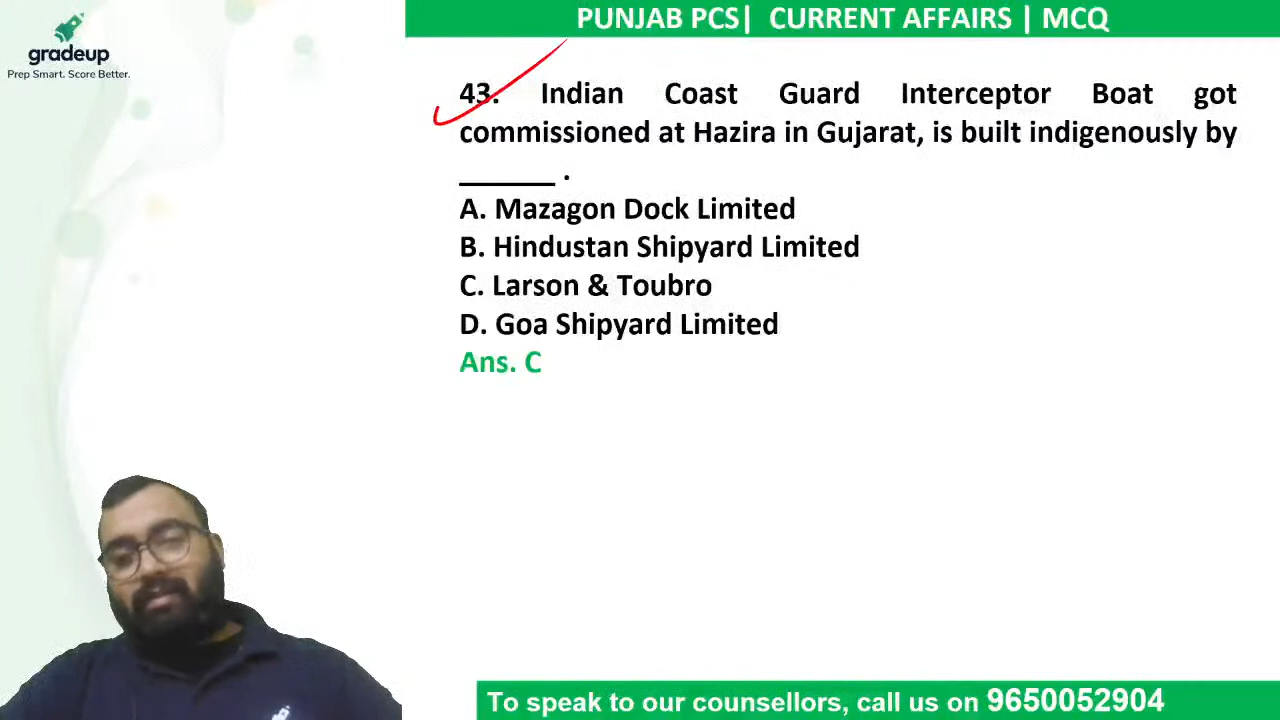 gradeup
Prep Smart. Score Better.
PUNJAB PCS| CURRENT AFFAIRS | MCQ
43. Indian Coast Guard Interceptor Boat got
commissioned at Hazira in Gujarat, is built indigenously by
______ .
A. Mazagon Dock Limited
B. Hindustan Shipyard Limited
C. Larson & Toubro
D. Goa Shipyard Limited
Ans. C
To speak to our counsellors, call us on 9650052904